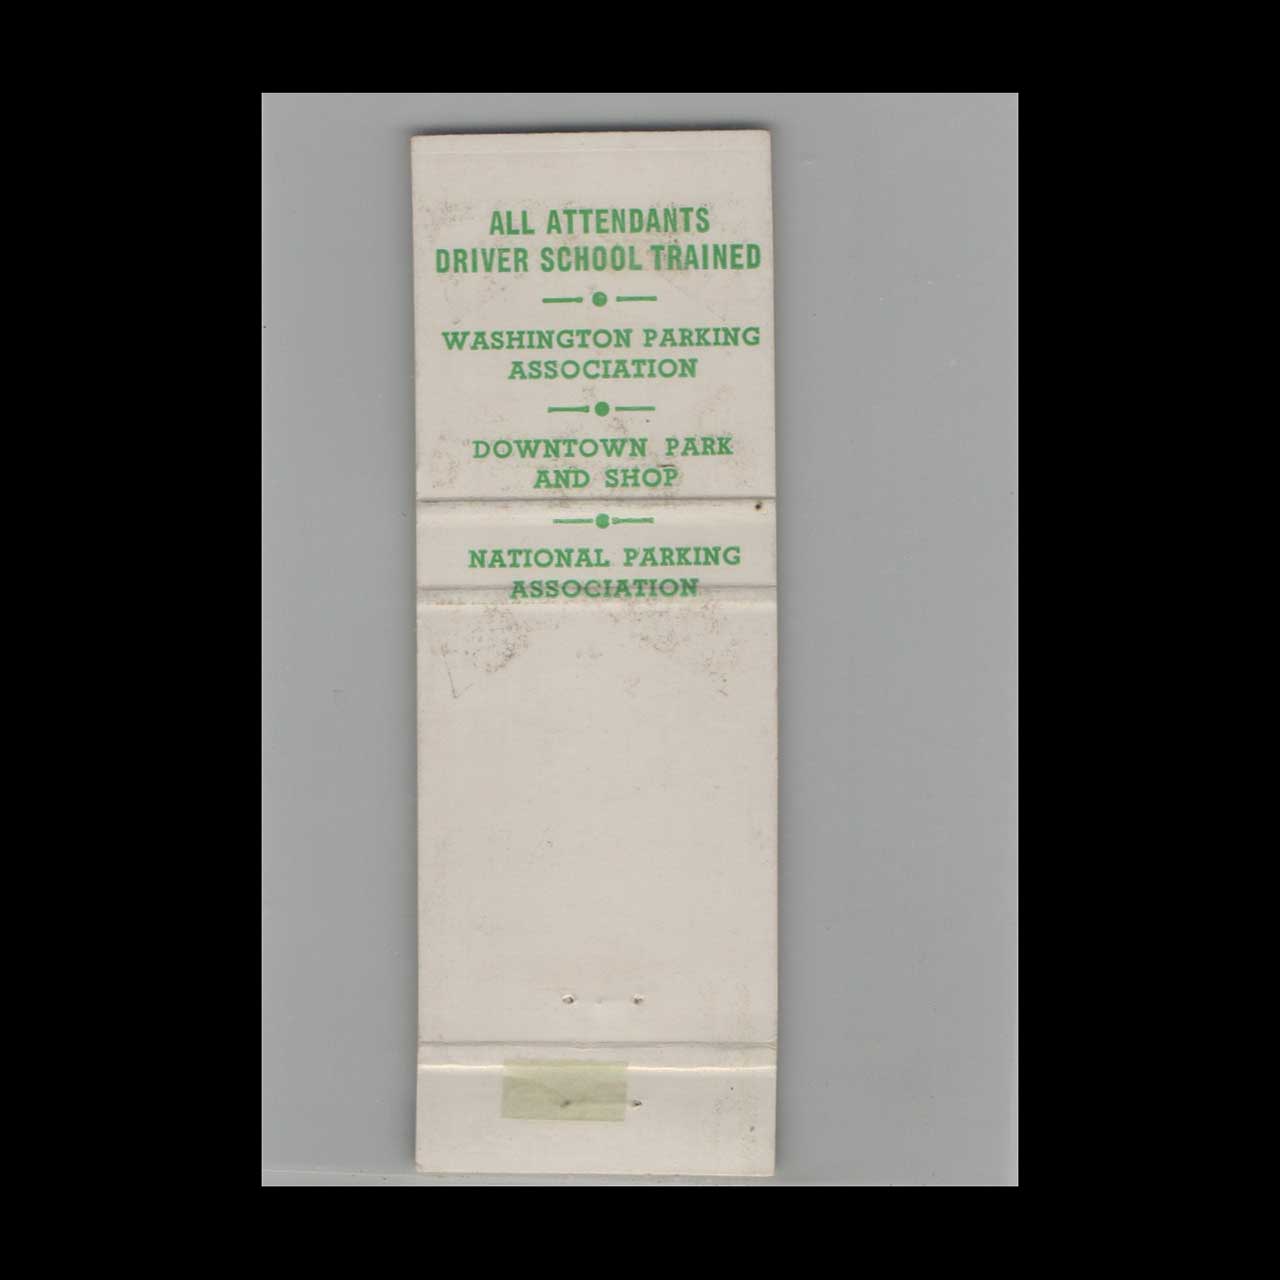 ALL ATTENDANTS
DRIVER SCHOOL TRAINED
WASHINGTON PARKING
ASSOCIATION
DOWNTOWN PARK
AND SHOP
NATIONAL PARKING
ASSOCIATION